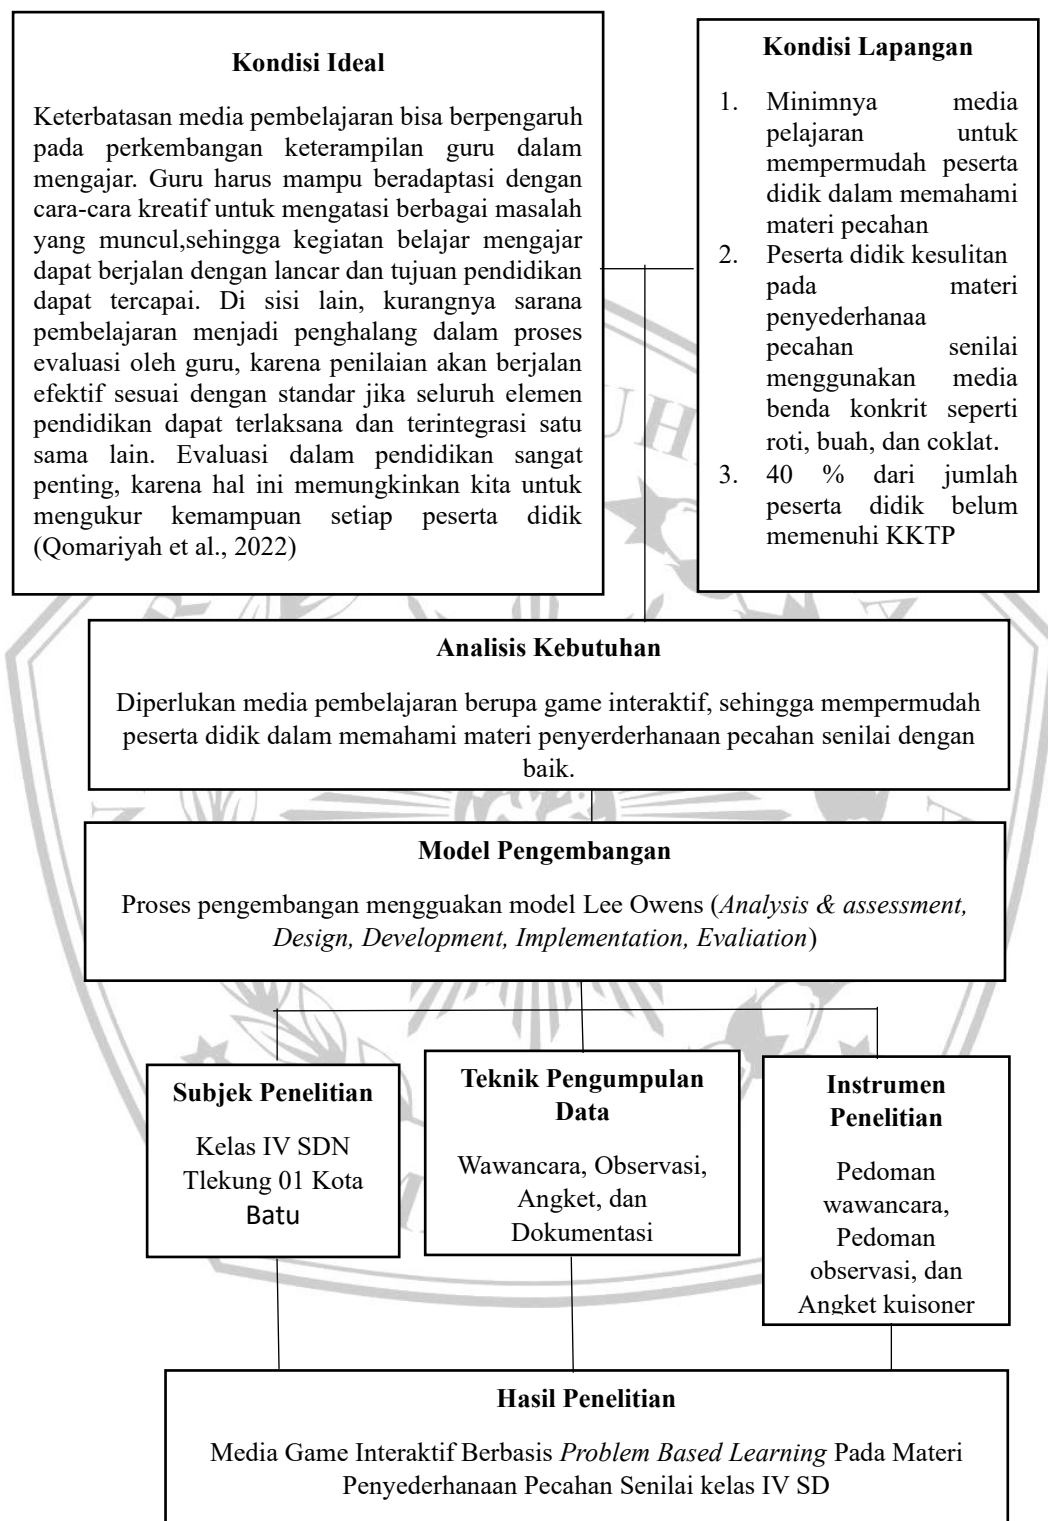 Kondisi Ideal
Keterbatasan media pembelajaran bisa berpengaruh
pada perkembangan keterampilan guru dalam
mengajar. Guru harus mampu beradaptasi dengan
cara-cara kreatif untuk mengatasi berbagai masalah
yang muncul,sehingga kegiatan belajar mengajar
dapat berjalan dengan lancar dan tujuan pendidikan
dapat tercapai. Di sisi lain, kurangnya sarana
pembelajaran menjadi penghalang dalam proses
evaluasi oleh guru, karena penilaian akan berjalan
efektif sesuai dengan standar jika seluruh elemen
pendidikan dapat terlaksana dan terintegrasi satu
sama lain. Evaluasi dalam pendidikan sangat
penting, karena hal ini memungkinkan kita untuk
mengukur kemampuan setiap peserta didik
(Qomariyah et al., 2022)
Kondisi Lapangan
1. Minimnya media
pelajaran untuk
mempermudah peserta
didik dalam memahami
materi pecahan
2. Peserta didik kesulitan
pada materi
penyederhanaa
pecahan senilai
menggunakan media
benda konkrit seperti
roti, buah, dan coklat.
3. 40 % dari jumlah
peserta didik belum
memenuhi KKTP
Analisis Kebutuhan
Diperlukan media pembelajaran berupa game interaktif, sehingga mempermudah
peserta didik dalam memahami materi penyerderhanaan pecahan senilai dengan
baik.
Model Pengembangan
Proses pengembangan mengguakan model Lee Owens (Analysis & assessment,
Design, Development, Implementation, Evaliation)
Subjek Penelitian
Kelas IV SDN
Tlekung 01 Kota
Batu
Teknik Pengumpulan
Data
Wawancara, Observasi,
Angket, dan
Dokumentasi
Instrumen
Penelitian
Pedoman
wawancara,
Pedoman
observasi, dan
Angket kuisoner
Hasil Penelitian
Media Game Interaktif Berbasis Problem Based Learning Pada Materi
Penyederhanaan Pecahan Senilai kelas IV SD